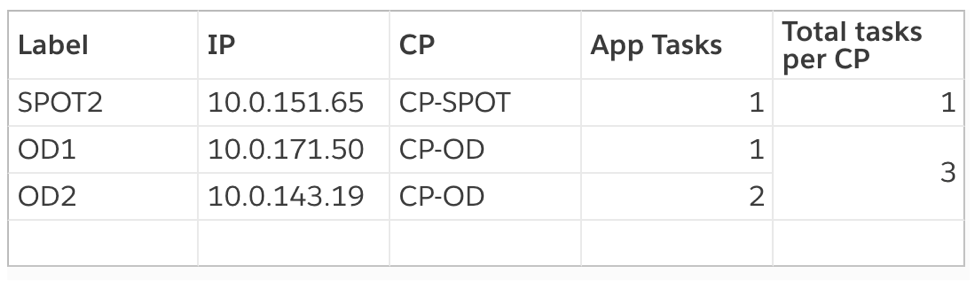 Label IP CP App Tasks Total tasks per CP
SPOT2 10.0.151.65 CP-SPOT 1 1
OD1 10.0.171.50 CP-OD 1 3
OD2 10.0.143.19 CP-OD 2